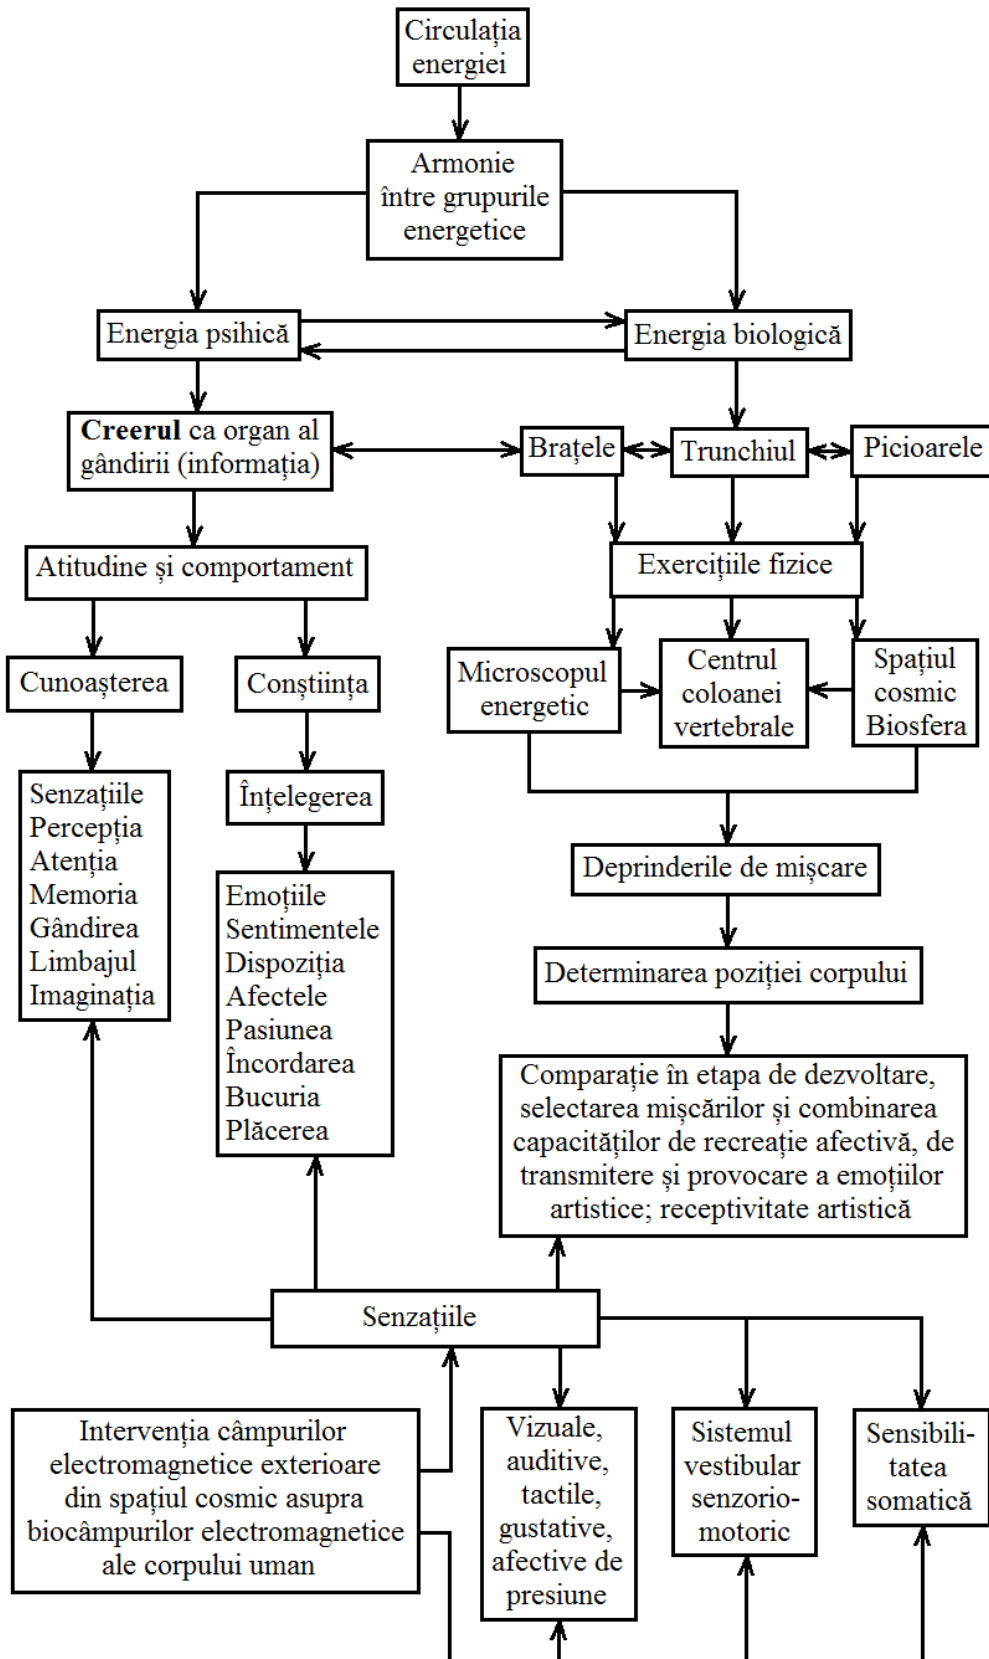 Circulația
energiei
Armonie
între grupurile
energetice
Energia psihică
Energia biologică
Creerul ca organ al
gândirii (informația)
Brațele
Trunchiul
Picioarele
Atitudine și comportament
Exercițiile fizice
Cunoașterea
Conștiința
Microscopul
energetic
Centrul
coloanei
vertebrale
Spațiul
cosmic
Biosfera
Senzațiile
Percepția
Atenția
Memoria
Gândirea
Limbajul
Imaginația
Înțelegerea
Emoțiile
Sentimentele
Dispoziția
Afectele
Pasiunea
Încordarea
Bucuria
Plăcerea
Deprinderile de mișcare
Determinarea poziției corpului
Comparație în etapa de dezvoltare,
selectarea mișcărilor și combinarea
capacităților de recreație afectivă, de
transmitere și provocare a emoțiilor
artistice; receptivitate artistică
Senzațiile
Intervenția câmpurilor
electromagnetice exterioare
din spațiul cosmic asupra
biocâmpurilor electromagnetice
ale corpului uman
Vizuale,
auditive,
tactile,
gustative,
afective de
presiune
Sistemul
vestibular
senzorio-
motoric
Sensibili-
tatea
somatică